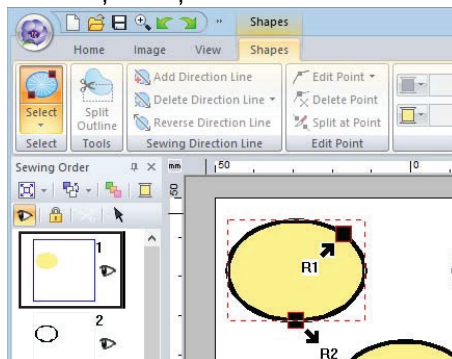 Shapes
Home Image View Shapes
Select
Split Outline
Add Direction Line
Delete Direction Line
Reverse Direction Line
Edit Point
Delete Point
Split at Point
Select Tools Sewing Direction Line Edit Point
Sewing Order
mm 50 0
50
1
2
R1
R2